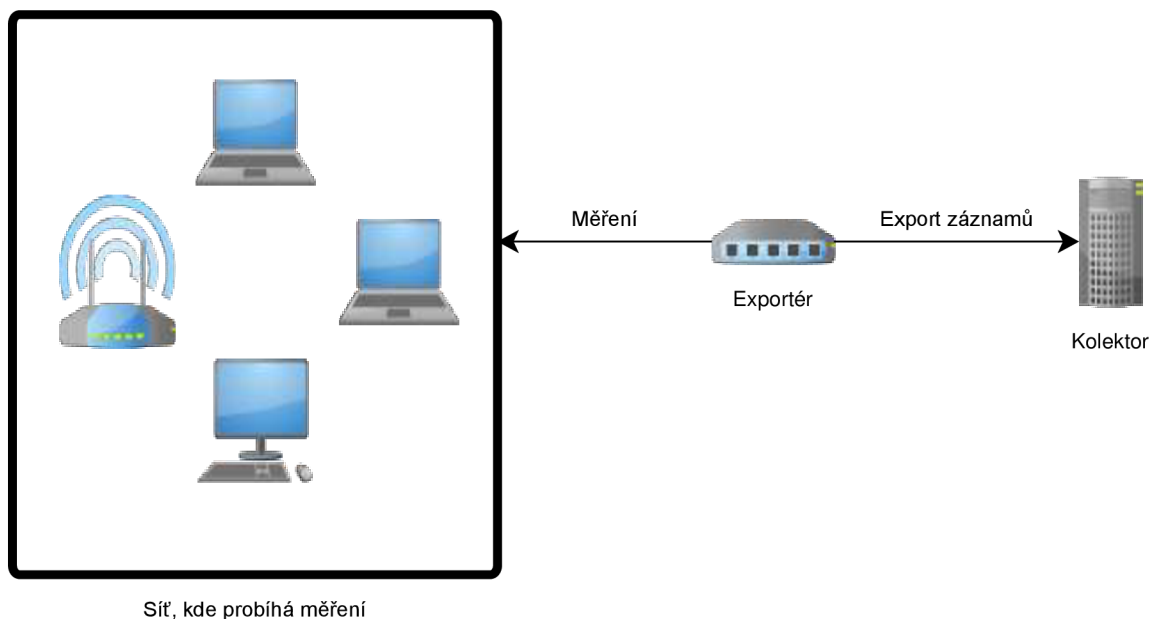 Měření
Export záznamů
Exportér
Kolektor
Síť, kde probíhá měření